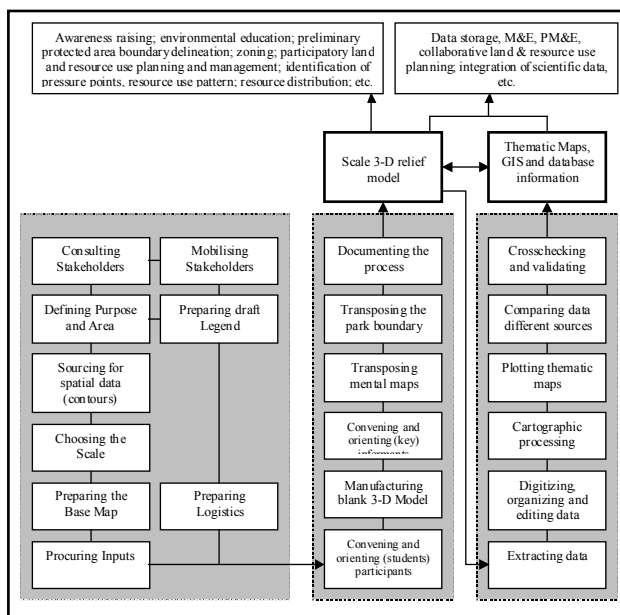 Awareness raising; environmental education; preliminary
protected area boundary delineation; zoning; participatory land
and resource use planning and management; identification of
pressure points, resource use pattern; resource distribution; etc.
Data storage, M&E, PM&E,
collaborative land & resource use
planning; integration of scientific data,
etc.
Scale 3-D relief
model
Thematic Maps,
GIS and database
information
Consulting
Stakeholders
Mobilising
Stakeholders
Defining Purpose
and Area
Preparing draft
Legend
Sourcing for
spatial data
(contours)
Choosing the
Scale
Preparing the
Base Map
Preparing
Logistics
Procuring Inputs
Documenting the
process
Transposing the
park boundary
Transposing
mental maps
Convening and
orienting (key)
informants
Manufacturing
blank 3-D Model
Convening and
orienting (students)
participants
Crosschecking
and validating
Comparing data
different sources
Plotting thematic
maps
Cartographic
processing
Digitizing,
organizing and
editing data
Extracting data